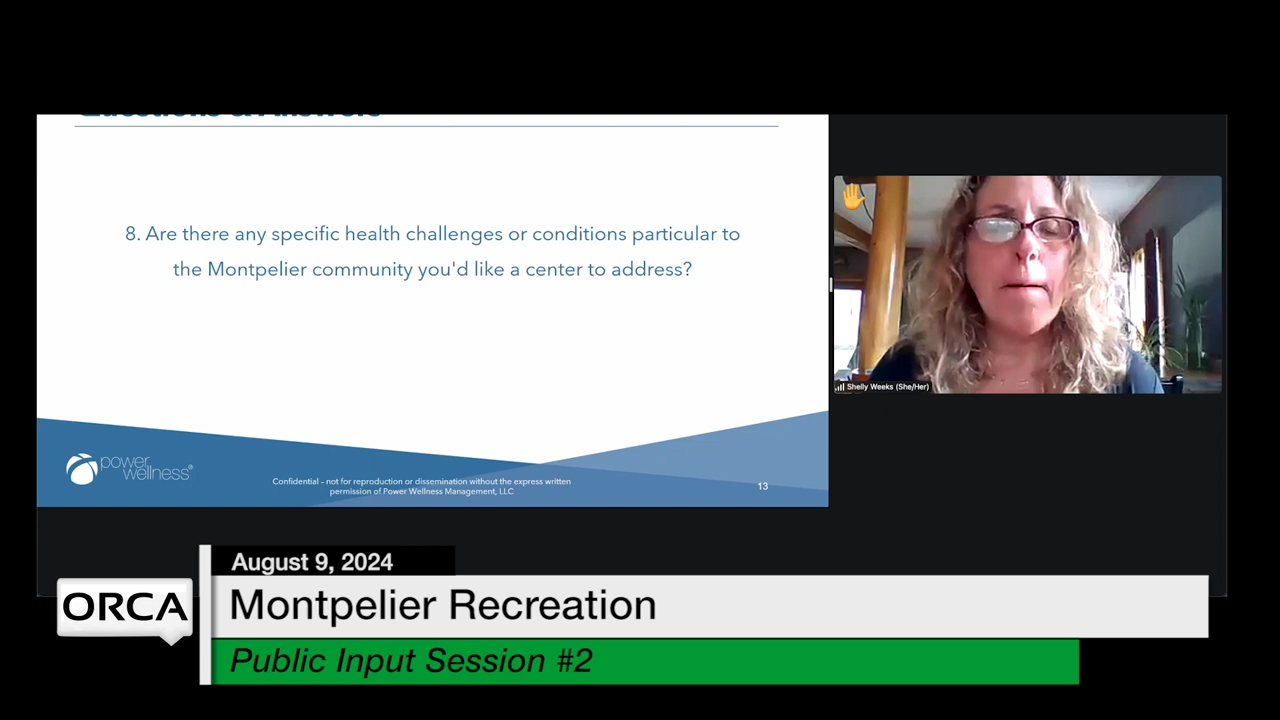 Questions & Answers
8. Are there any specific health challenges or conditions particular to
the Montpelier community you'd like a center to address?
power
wellness®
Confidential – not for reproduction or dissemination without the express written
permission of Power Wellness Management, LLC
13
Shelly Weeks (She/Her)
August 9, 2024
ORCA
Montpelier Recreation
Public Input Session #2